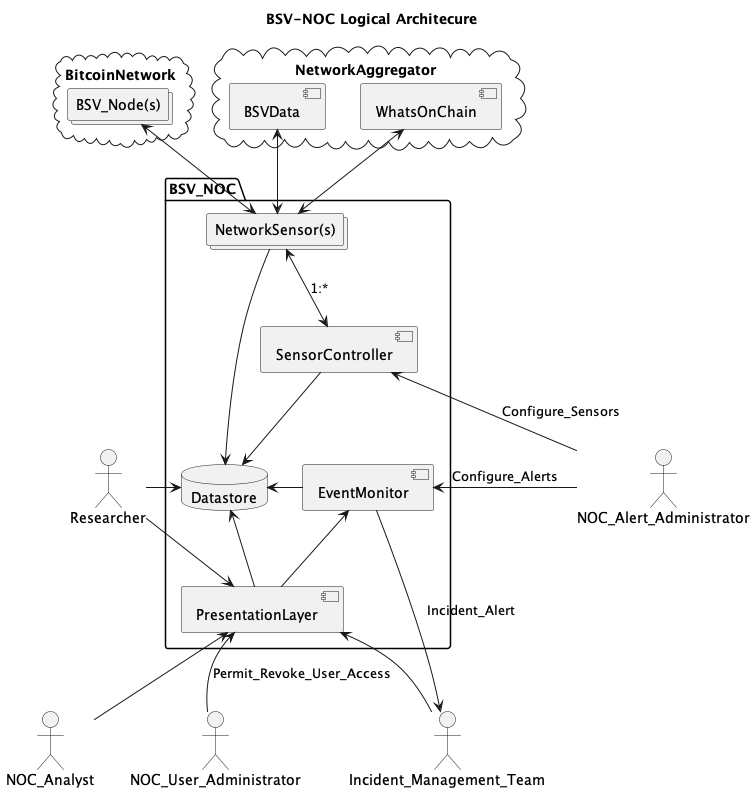 BSV-NOC Logical Architecure
BitcoinNetwork
BSV_Node(s)
NetworkAggregator
BSVData
WhatsOnChain
BSV_NOC
NetworkSensor(s)
1:*
SensorController
Configure_Sensors
Researcher
Datastore
EventMonitor
Configure_Alerts
NOC_Alert_Administrator
PresentationLayer
Incident_Alert
Permit_Revoke_User_Access
NOC_Analyst
NOC_User_Administrator
Incident_Management_Team